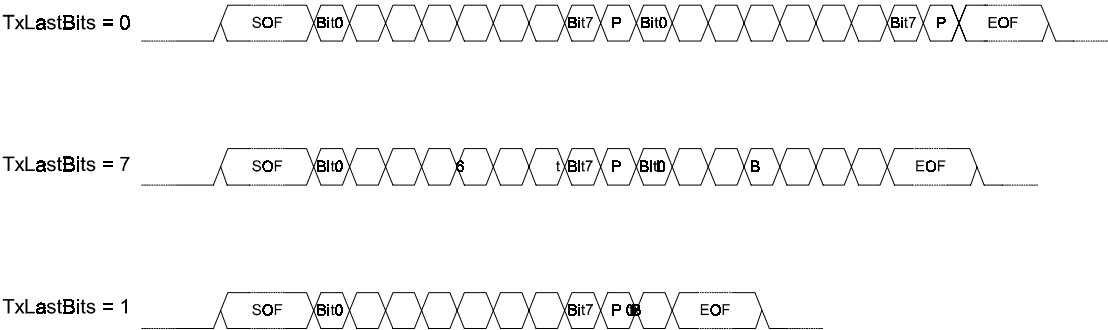 TxLastBits = 0 SOF Bit0 Bit7 P Bit0 Bit7 P EOF
TxLastBits = 7 SOF BIt0 6 t BIt7 P BIt0 B EOF
TxLastBits = 1 SOF Bit0 Bit7 P EOF